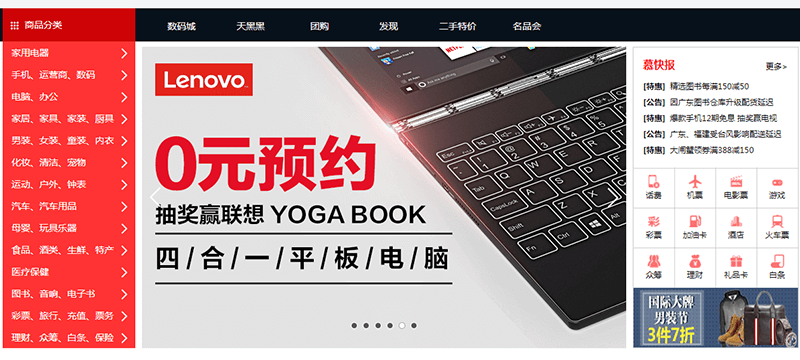 商品分类
数码城
天黑黑
团购
发现
二手特价
名品会
家用电器
手机、运营商、数码
电脑、办公
家居、家具、家装、厨具
男装、女装、童装、内衣
化妆、清洁、宠物
运动、户外、钟表
汽车、汽车用品
母婴、玩具乐器
食品、酒类、生鲜、特产
医疗保健
图书、音响、电子书
彩票、旅行、充值、票务
理财、众筹、白条、保险
Lenovo
0元预约
抽奖赢联想 YOGA BOOK
四/合/一/平/板/电/脑
慕快报
更多>
[特惠] 精选图书每满150减50
[公告] 因广东图书仓库升级配货延迟
[特惠] 爆款手机12期免息 抽奖赢电视
[公告] 广东、福建受台风影响配送延迟
[特惠] 大闸蟹领券满388减150
话费
机票
电影票
游戏
彩票
加油卡
酒店
火车票
众筹
理财
礼品卡
白条
国际大牌
男装节
3件7折